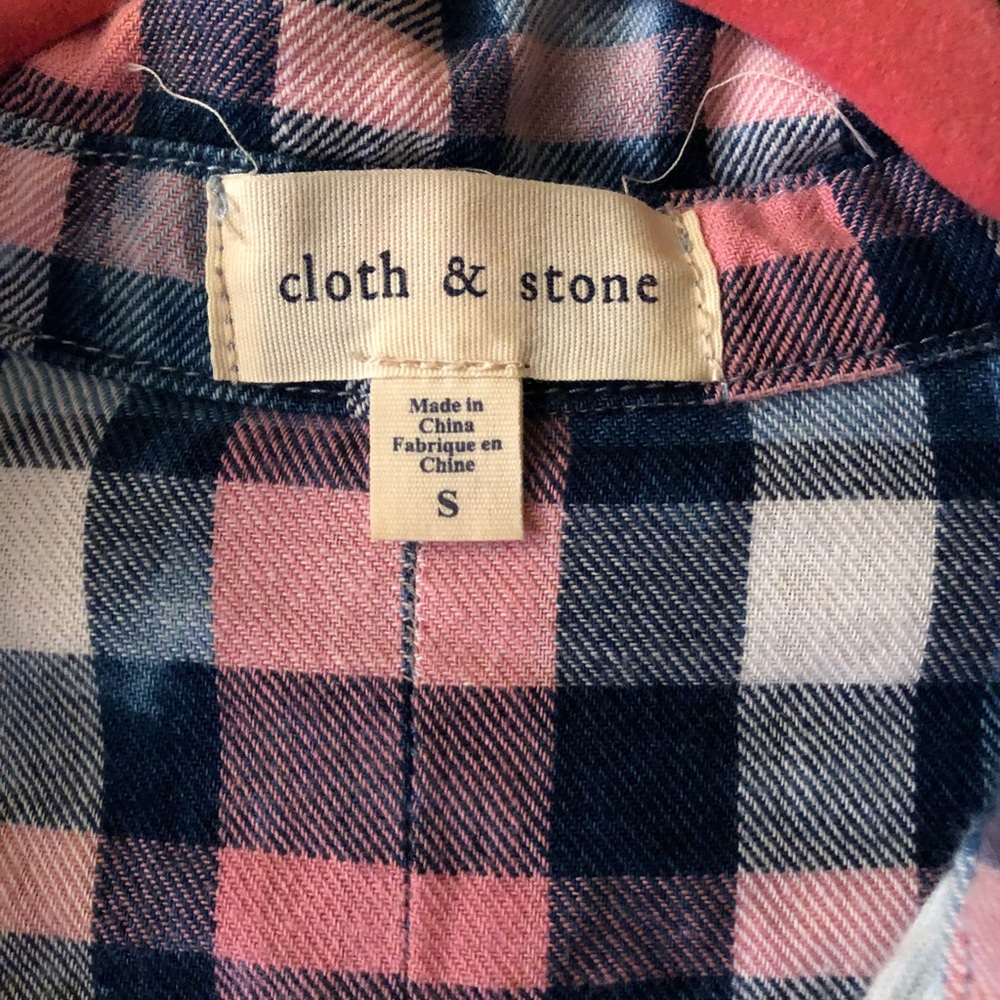 cloth & stone
Made in
China
Fabrique en
Chine
S